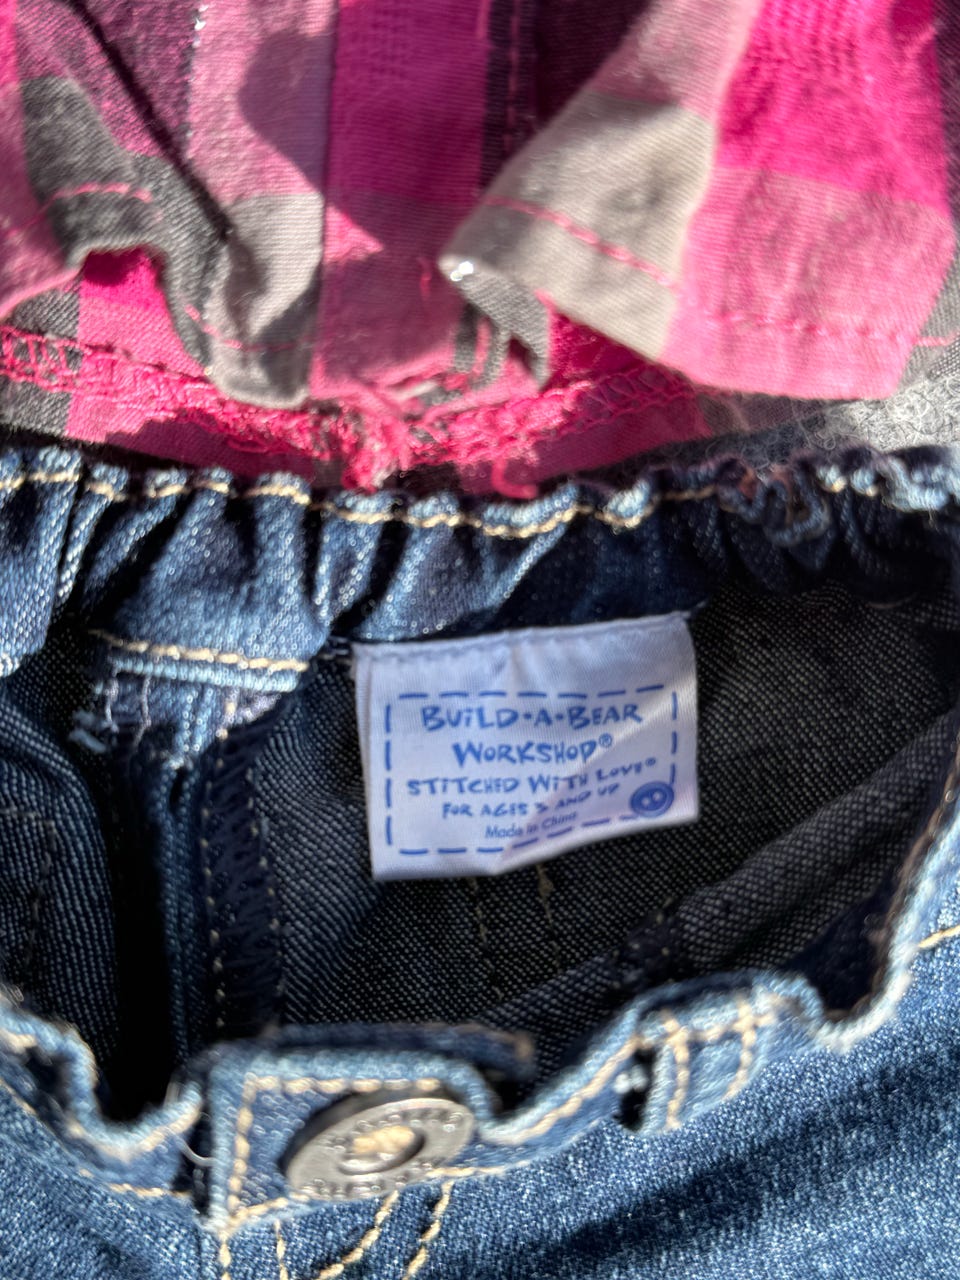 BUILD-A-BEAR
WORKSHOP®
STITCHED WITH LOVE®
FOR AGES 3 AND UP
Made in China